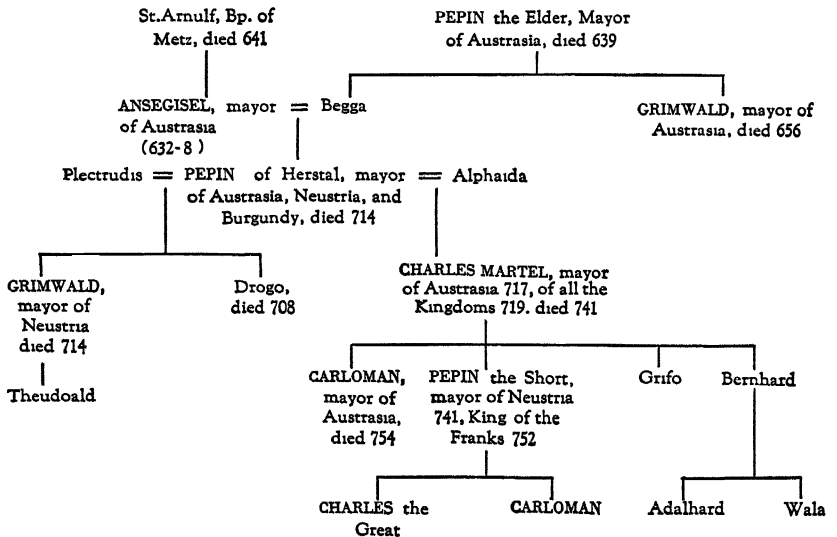 St.Arnulf, Bp. of
Metz, died 641
PEPIN the Elder, Mayor
of Austrasia, died 639
ANSEGISEL, mayor = Begga
of Austrasia
(632-8)
GRIMWALD, mayor of
Austrasia, died 656
Plectrudis = PEPIN of Herstal, mayor = Alphaida
of Austrasia, Neustria, and
Burgundy, died 714
GRIMWALD,
mayor of
Neustria
died 714
Drogo,
died 708
CHARLES MARTEL, mayor
of Austrasia 717, of all the
Kingdoms 719. died 741
Theudoald
CARLOMAN,
mayor of
Austrasia,
died 754
PEPIN the Short,
mayor of Neustria
741, King of the
Franks 752
Grifo
Bernhard
CHARLES the
Great
CARLOMAN
Adalhard
Wala